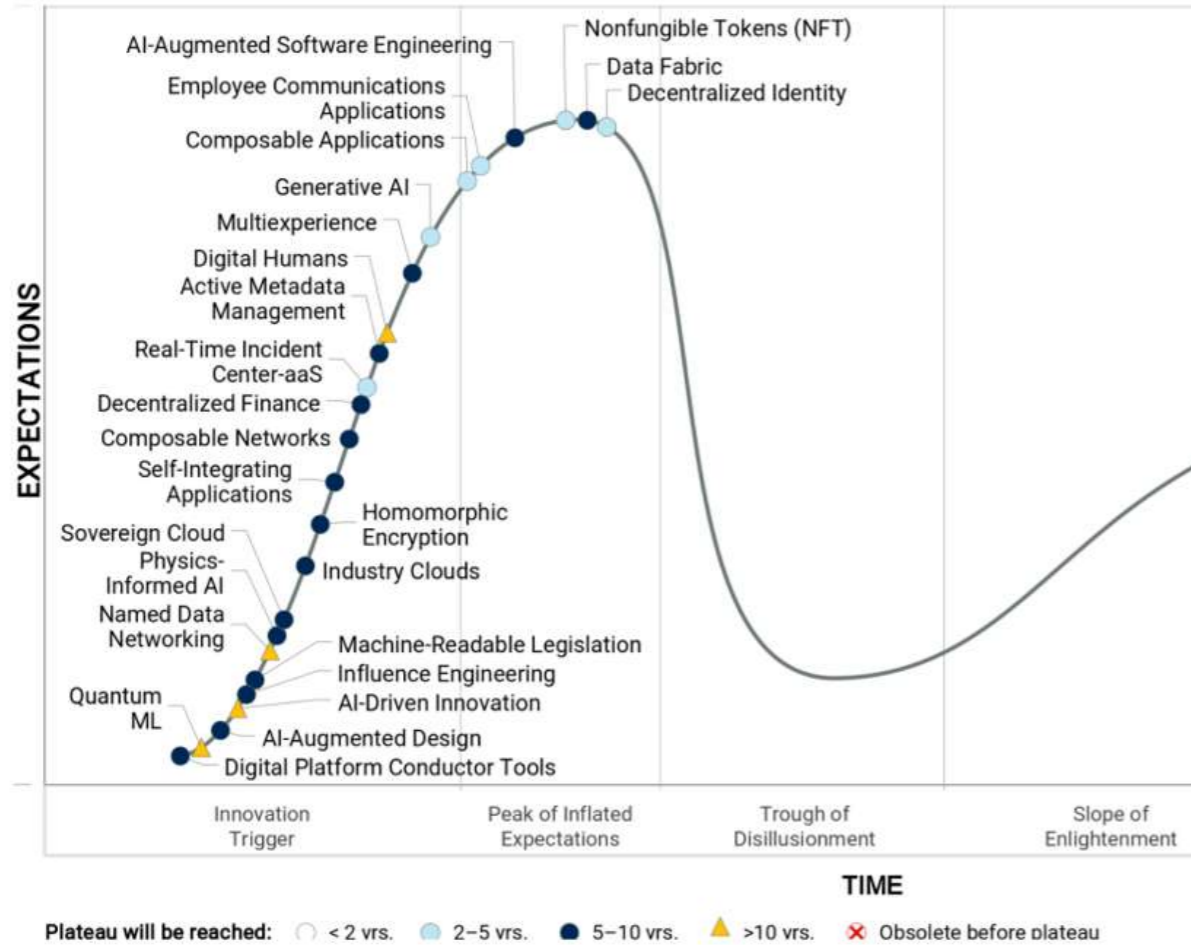 Nonfungible Tokens (NFT)
AI-Augmented Software Engineering
Data Fabric
Employee Communications
Applications
Decentralized Identity
Composable Applications
Generative AI
Multiexperience
Digital Humans
Active Metadata
Management
Real-Time Incident
Center-aaS
Decentralized Finance
Composable Networks
Self-Integrating
Applications
Homomorphic
Encryption
Sovereign Cloud
Physics-
Informed AI
Industry Clouds
Named Data
Networking
Machine-Readable Legislation
Influence Engineering
Quantum
ML
AI-Driven Innovation
AI-Augmented Design
Digital Platform Conductor Tools
EXPECTATIONS
Innovation
Trigger
Peak of Inflated
Expectations
Trough of
Disillusionment
Slope of
Enlightenment
TIME
Plateau will be reached: < 2 yrs. 2–5 yrs. 5–10 yrs. >10 yrs. Obsolete before plateau